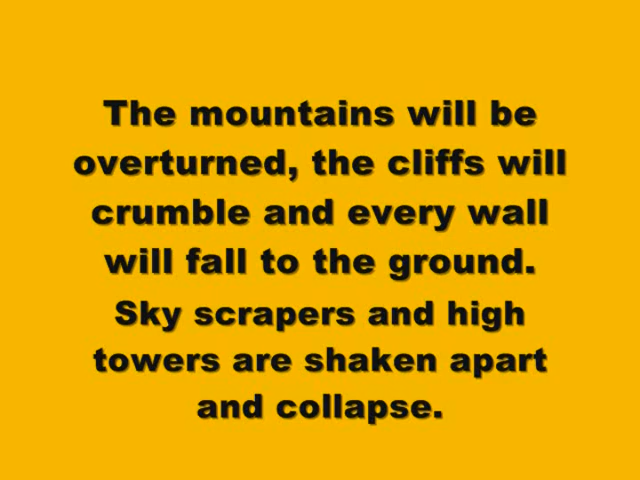 The mountains will be
overturned, the cliffs will
crumble and every wall
will fall to the ground.
Sky scrapers and high
towers are shaken apart
and collapse.